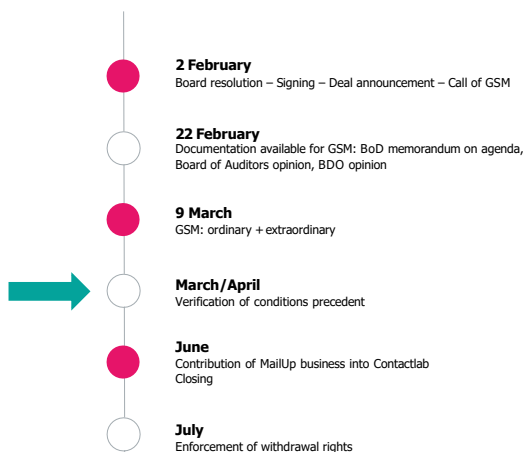 2 February
Board resolution – Signing – Deal announcement – Call of GSM
22 February
Documentation available for GSM: BoD memorandum on agenda,
Board of Auditors opinion, BDO opinion
9 March
GSM: ordinary + extraordinary
March/April
Verification of conditions precedent
June
Contribution of MailUp business into Contactlab
Closing
July
Enforcement of withdrawal rights